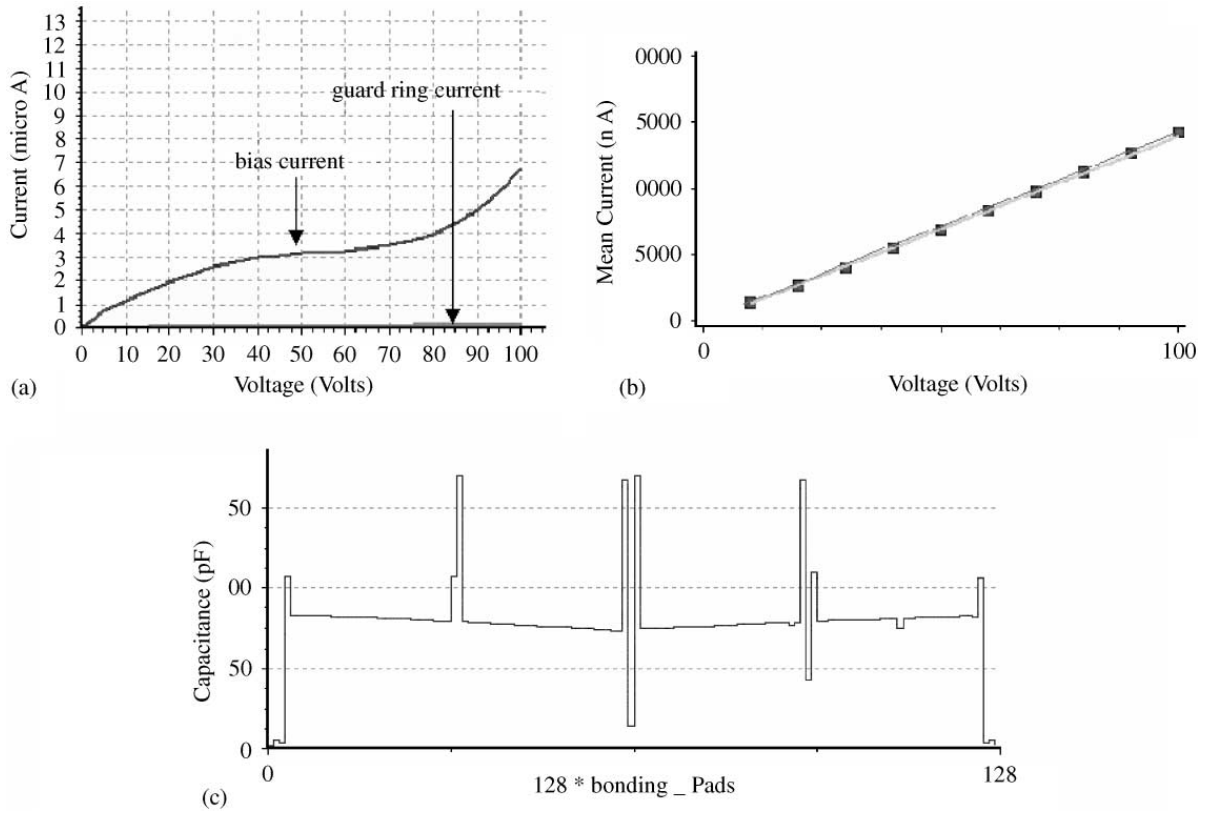 13
12
11
10
9
8
7
6
5
4
3
2
1
0
Current (micro A)
guard ring current
bias current
0 10 20 30 40 50 60 70 80 90 100
Voltage (Volts)
(a)
0000
5000
0000
5000
0
Mean Current (n A)
0 100
Voltage (Volts)
(b)
50
00
50
0
Capacitance (pF)
0 128
128 * bonding _ Pads
(c)